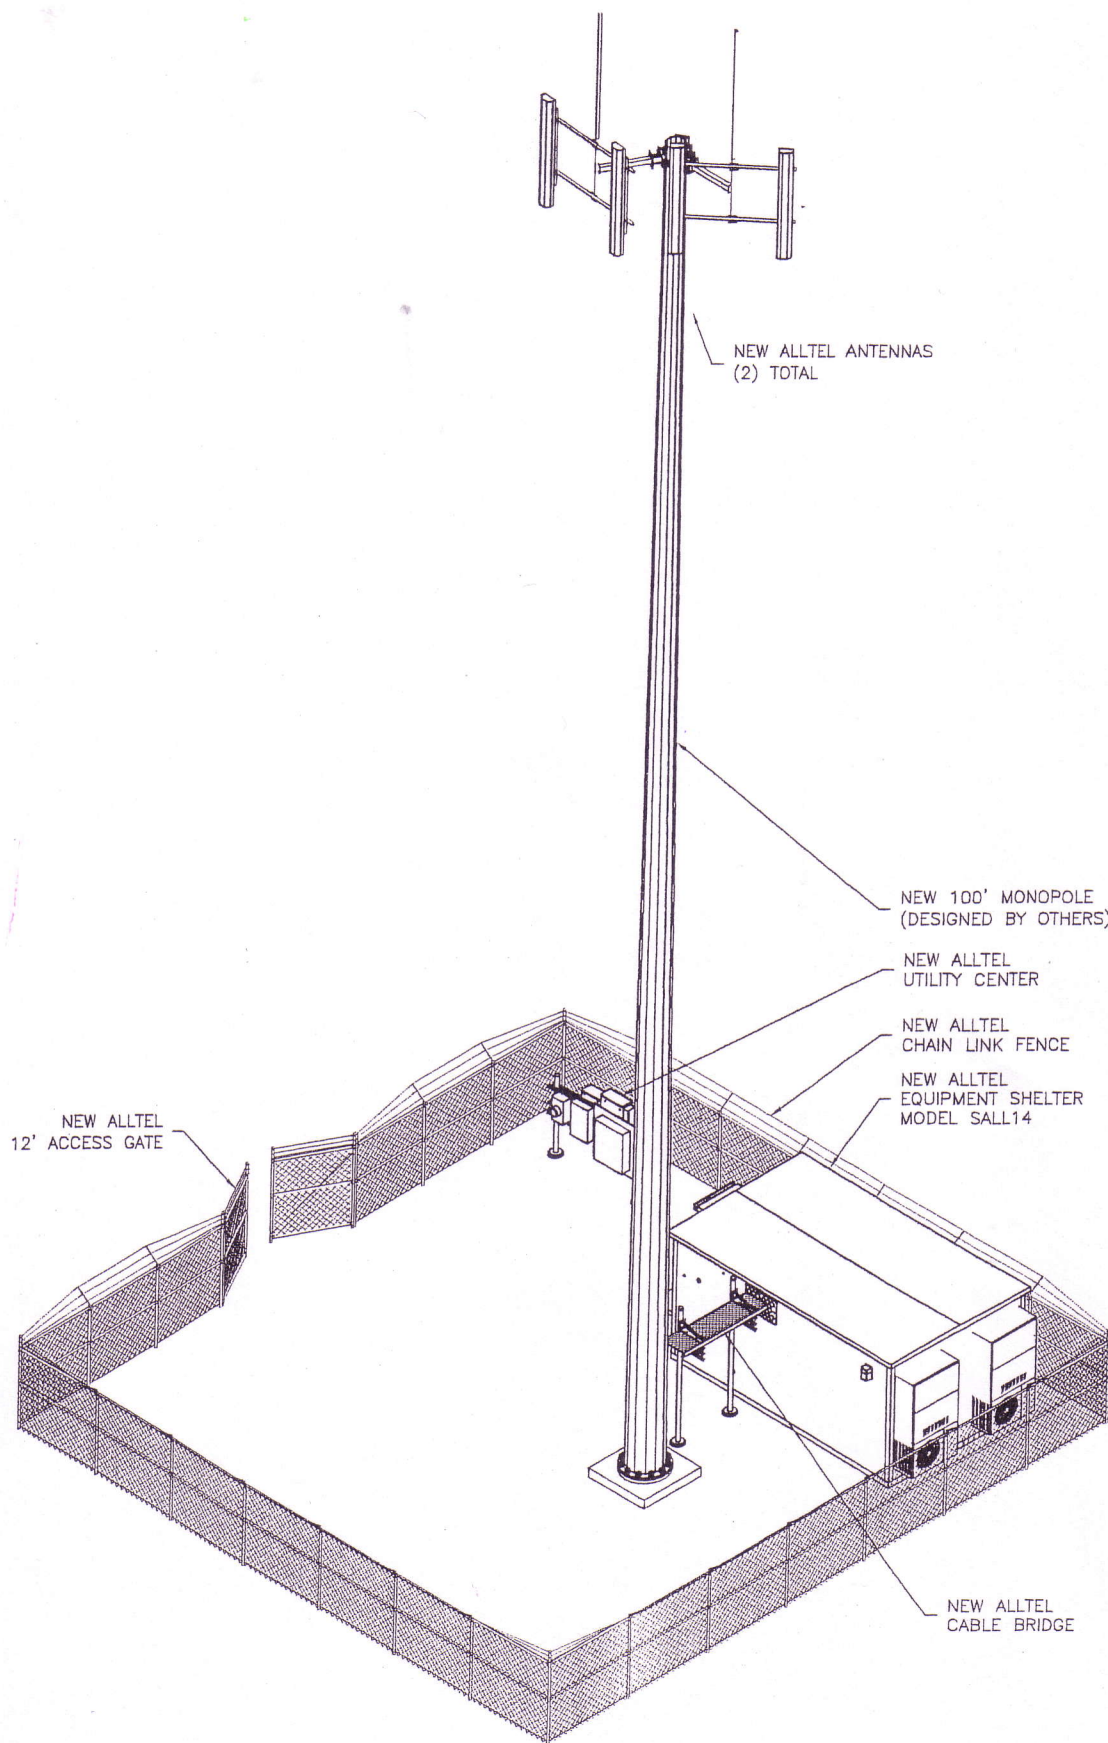 NEW ALLTEL ANTENNAS
(2) TOTAL
NEW 100' MONOPOLE
(DESIGNED BY OTHERS)
NEW ALLTEL
UTILITY CENTER
NEW ALLTEL
CHAIN LINK FENCE
NEW ALLTEL
EQUIPMENT SHELTER
MODEL SALL14
NEW ALLTEL
12' ACCESS GATE
NEW ALLTEL
CABLE BRIDGE